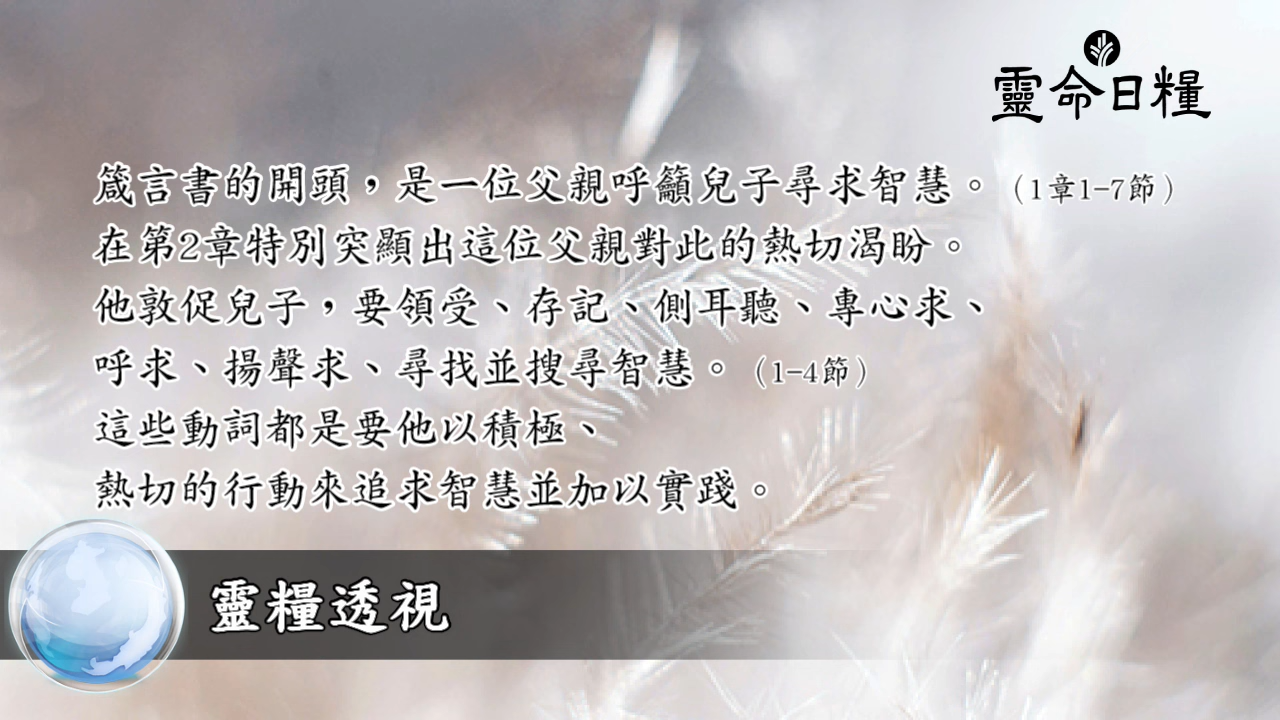 靈命日糧
箴言書的開頭，是一位父親呼籲兒子尋求智慧。（1章1-7節）
在第2章特別突顯出這位父親對此的熱切渴盼。
他敦促兒子，要領受、存記、側耳聽、專心求、
呼求、揚聲求、尋找並搜尋智慧。（1-4節）
這些動詞都是要他以積極、
熱切的行動來追求智慧並加以實踐。
靈糧透視